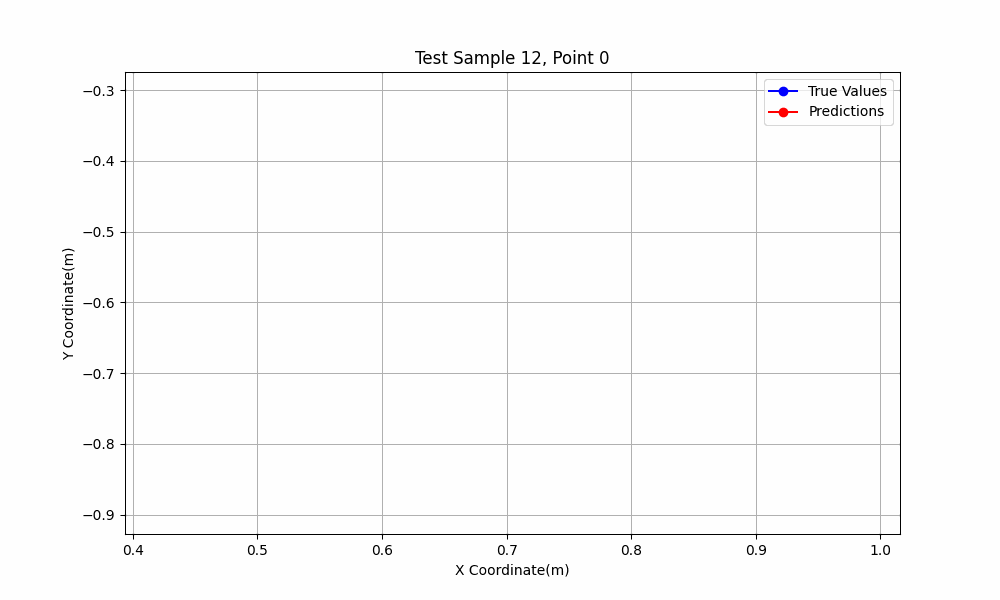 Test Sample 12, Point 0
True Values
Predictions
−0.3
−0.4
−0.5
−0.6
−0.7
−0.8
−0.9
Y Coordinate(m)
0.4 0.5 0.6 0.7 0.8 0.9 1.0
X Coordinate(m)